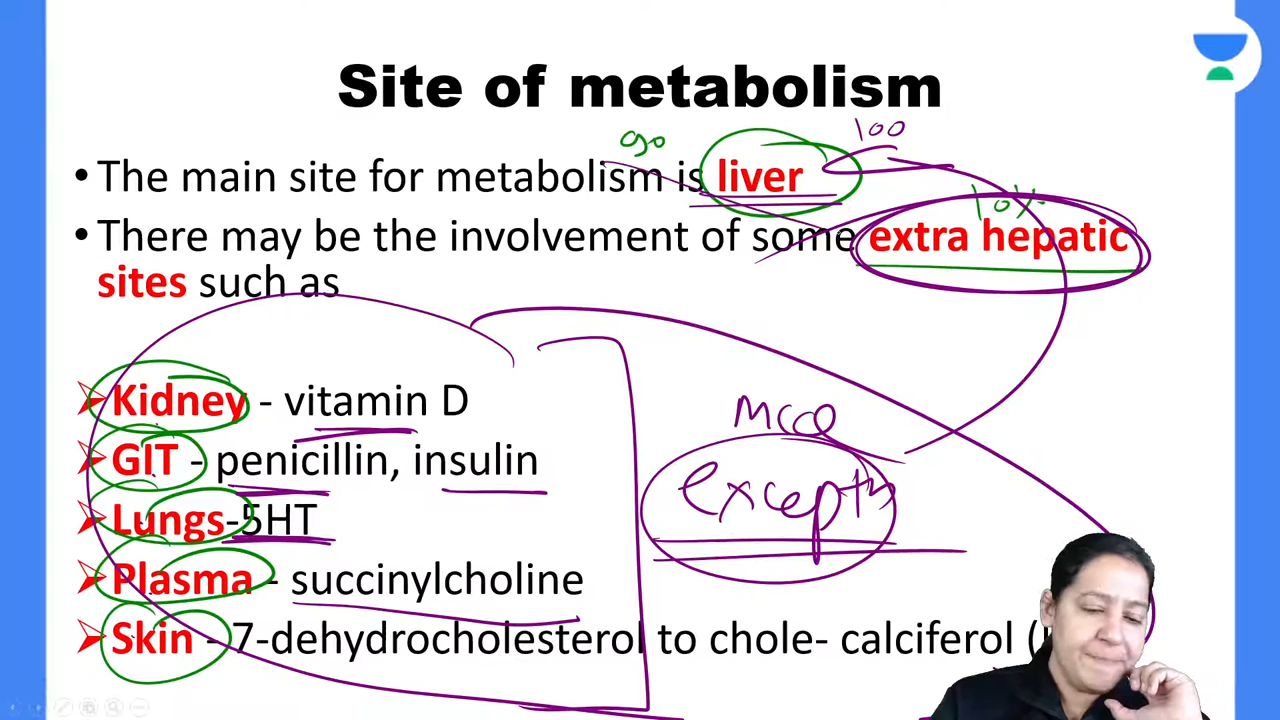 Site of metabolism
90
100
• The main site for metabolism is liver
10%
• There may be the involvement of some extra hepatic
sites such as
Kidney - vitamin D
MCQ
GIT - penicillin, insulin
except
Lungs-5HT
Plasma - succinylcholine
Skin - 7-dehydrocholesterol to chole- calciferol (